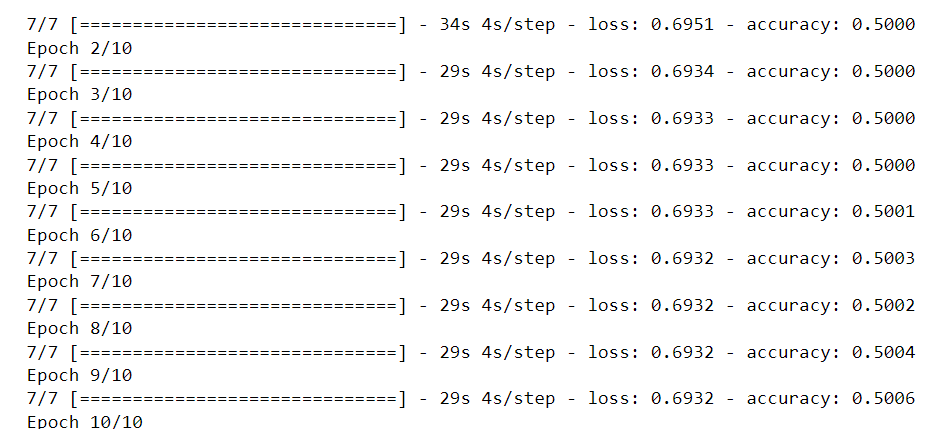 7/7 [==============================] - 34s 4s/step - loss: 0.6951 - accuracy: 0.5000
Epoch 2/10
7/7 [==============================] - 29s 4s/step - loss: 0.6934 - accuracy: 0.5000
Epoch 3/10
7/7 [==============================] - 29s 4s/step - loss: 0.6933 - accuracy: 0.5000
Epoch 4/10
7/7 [==============================] - 29s 4s/step - loss: 0.6933 - accuracy: 0.5000
Epoch 5/10
7/7 [==============================] - 29s 4s/step - loss: 0.6933 - accuracy: 0.5001
Epoch 6/10
7/7 [==============================] - 29s 4s/step - loss: 0.6932 - accuracy: 0.5003
Epoch 7/10
7/7 [==============================] - 29s 4s/step - loss: 0.6932 - accuracy: 0.5002
Epoch 8/10
7/7 [==============================] - 29s 4s/step - loss: 0.6932 - accuracy: 0.5004
Epoch 9/10
7/7 [==============================] - 29s 4s/step - loss: 0.6932 - accuracy: 0.5006
Epoch 10/10